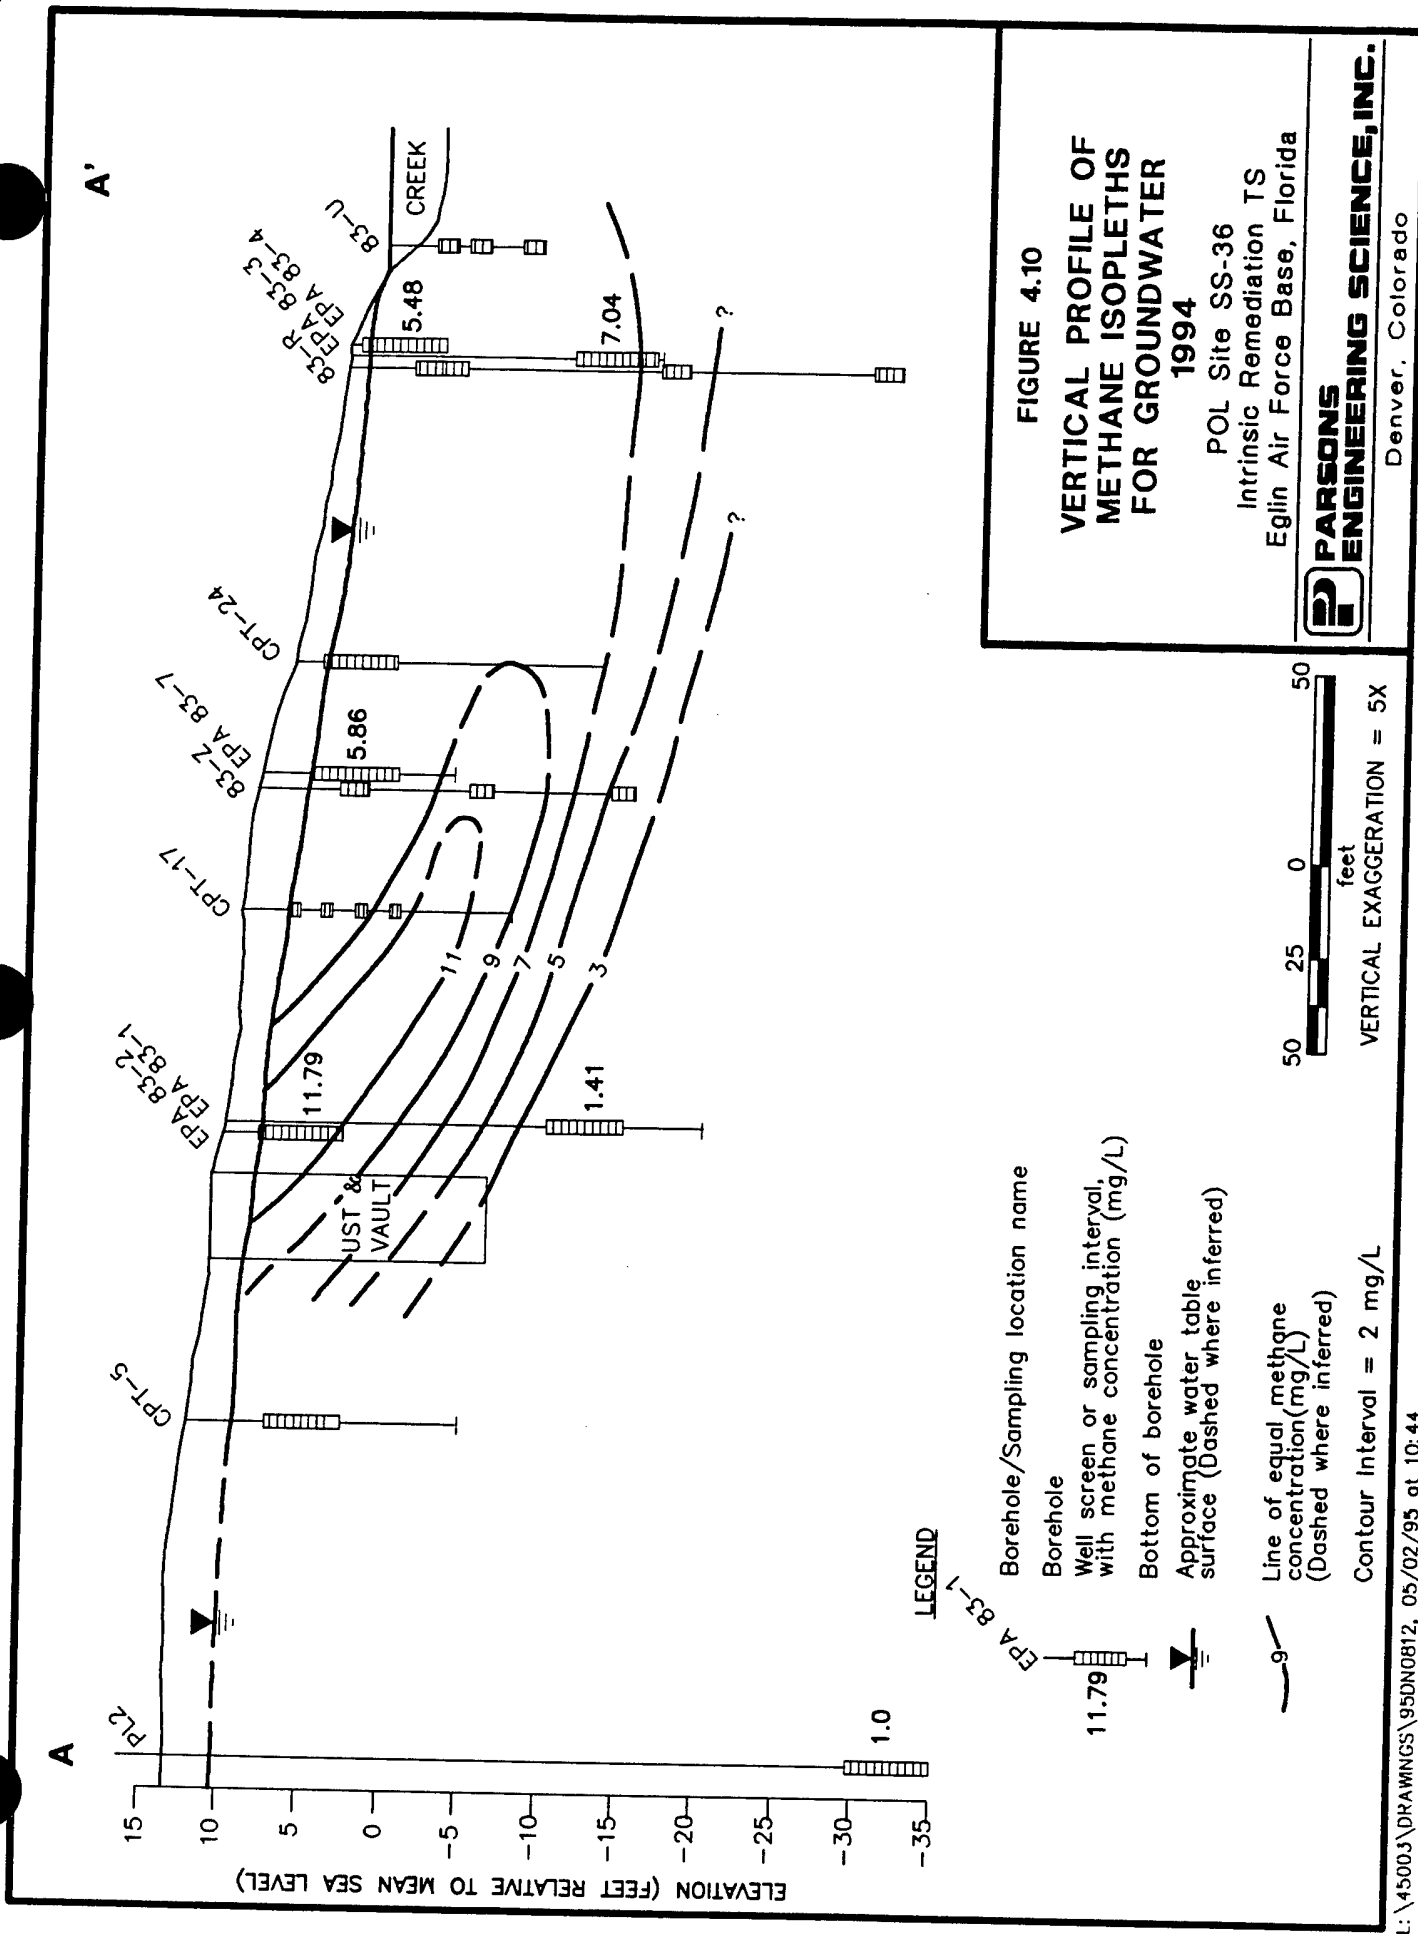 A
A'
PL2
CPT-5
EPA 83-2
EPA 83-1
CPT-17
83-Z
EPA 83-7
CPT-24
83-R
EPA 83-3
EPA 83-4
83-U
CREEK
15
10
5
0
-5
-10
-15
-20
-25
-30
-35
ELEVATION (FEET RELATIVE TO MEAN SEA LEVEL)
1.0
UST &
VAULT
11.79
1.41
5.86
5.48
7.04
11
9
7
5
3
?
?
LEGEND
EPA 83-1
11.79
Borehole/Sampling location name
Borehole
Well screen or sampling interval,
with methane concentration (mg/L)
Bottom of borehole
Approximate water table
surface (Dashed where inferred)
9
Line of equal methane
concentration(mg/L)
(Dashed where inferred)
Contour Interval = 2 mg/L
50 25 0 50
feet
VERTICAL EXAGGERATION = 5X
FIGURE 4.10
VERTICAL PROFILE OF
METHANE ISOPLETHS
FOR GROUNDWATER
1994
POL Site SS-36
Intrinsic Remediation TS
Eglin Air Force Base, Florida
PARSONS
ENGINEERING SCIENCE, INC.
Denver, Colorado
L:\45003\DRAWINGS\95DN0812, 05/02/95 at 10:44